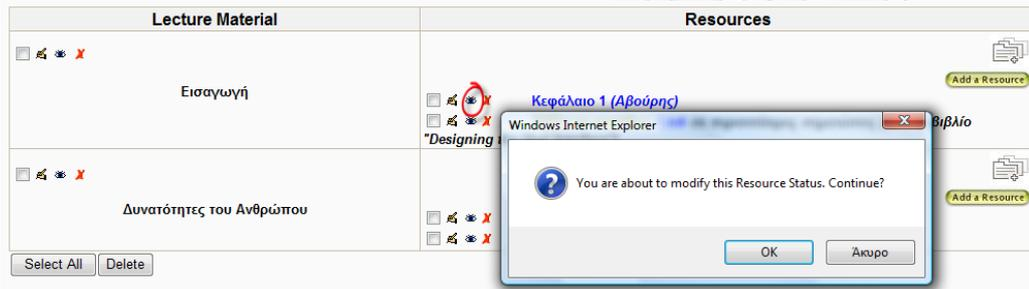 Lecture Material Resources
Add a Resource
Εισαγωγή
Κεφάλαιο 1 (Αβούρης)
Windows Internet Explorer
βιβλίο
"Designing
You are about to modify this Resource Status. Continue?
Add a Resource
Δυνατότητες του Ανθρώπου
OK Άκυρο
Select All Delete